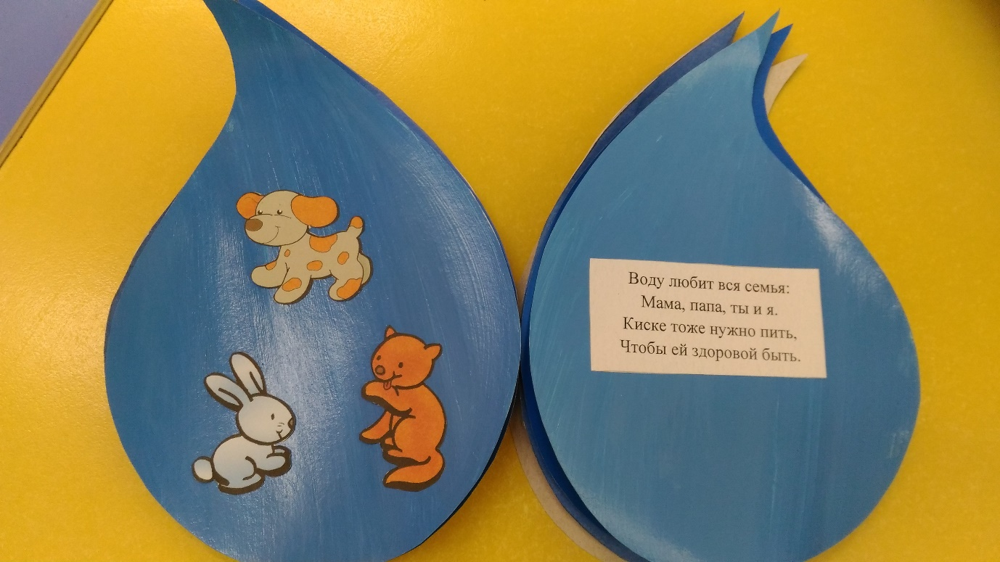 Воду любит вся семья:
Мама, папа, ты и я.
Киске тоже нужно пить,
Чтобы ей здоровой быть.